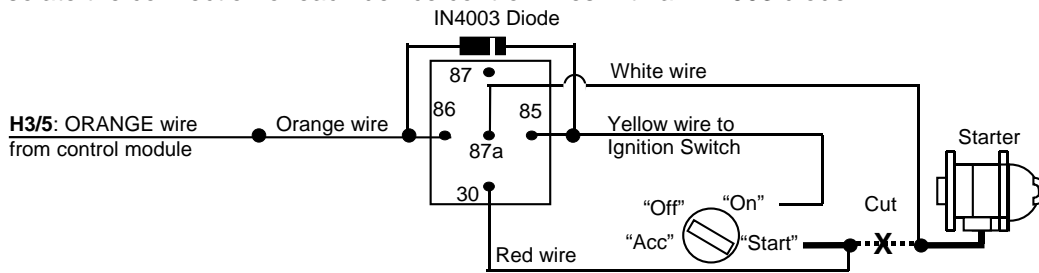 IN4003 Diode
87
White wire
86
85
H3/5: ORANGE wire
Orange wire
Yellow wire to
from control module
87a
Ignition Switch
Starter
30
“Off”
“On”
Cut
“Acc”
“Start”
X
Red wire